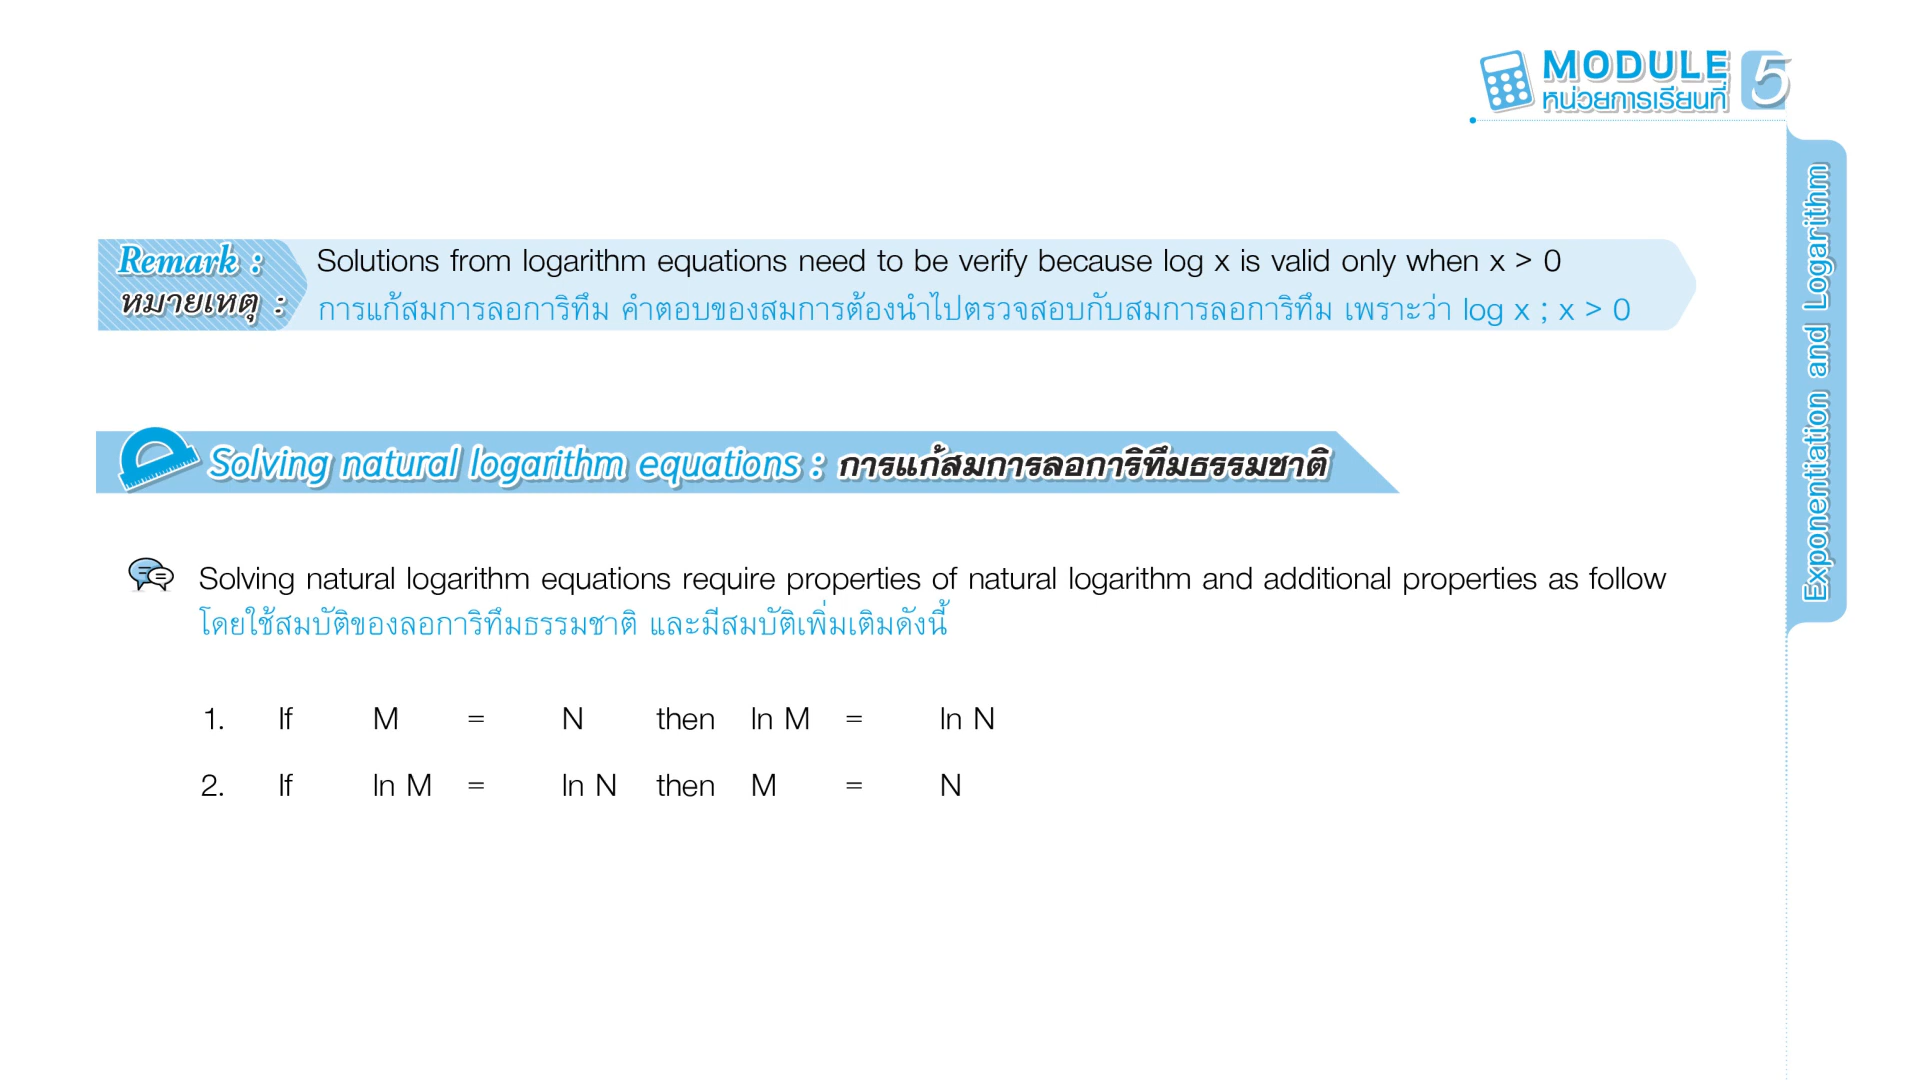 MODULE 5
หน่วยการเรียนที่
Exponentiation and Logarithm
Remark : Solutions from logarithm equations need to be verify because log x is valid only when x > 0
หมายเหตุ : การแก้สมการลอการิทึม คำตอบของสมการต้องนำไปตรวจสอบกับสมการลอการิทึม เพราะว่า log x ; x > 0
Solving natural logarithm equations : การแก้สมการลอการิทึมธรรมชาติ
Solving natural logarithm equations require properties of natural logarithm and additional properties as follow
โดยใช้สมบัติของลอการิทึมธรรมชาติ และมีสมบัติเพิ่มเติมดังนี้
1. If M = N then ln M = ln N
2. If ln M = ln N then M = N